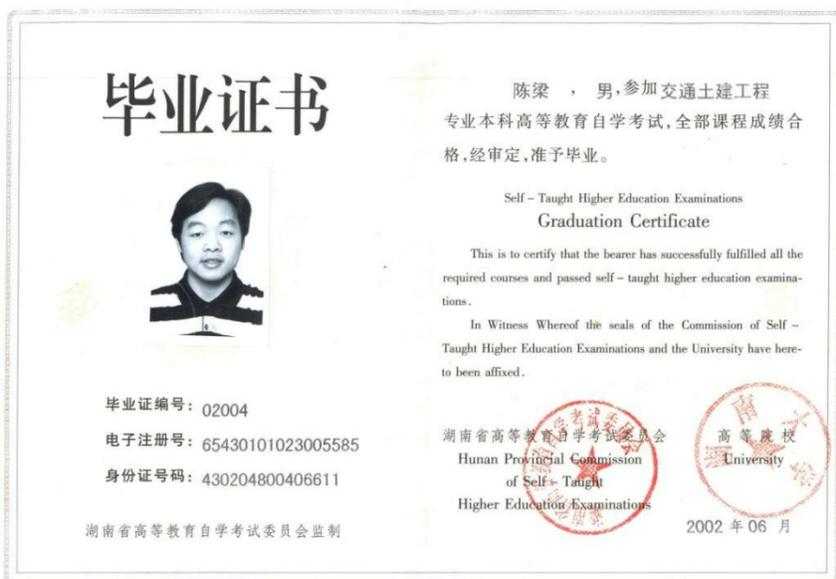 毕业证书
毕业证编号：02004
电子注册号：65430101023005585
身份证号码：430204800406611
湖南省高等教育自学考试委员会监制
陈梁 ，男，参加交通土建工程
专业本科高等教育自学考试，全部课程成绩合
格，经审定，准予毕业。
Self – Taught Higher Education Examinations
Graduation Certificate
This is to certify that the bearer has successfully fulfilled all the
required courses and passed self – taught higher education examina-
tions.
In Witness Whereof the seals of the Commission of Self –
Taught Higher Education Examinations and the University have here-
to been affixed.
湖南省高等教育自学考试委员会
Hunan Provincial Commission
of Self – Taught
Higher Education Examinations
高等院校
University
湖南大学
2002 年 06 月